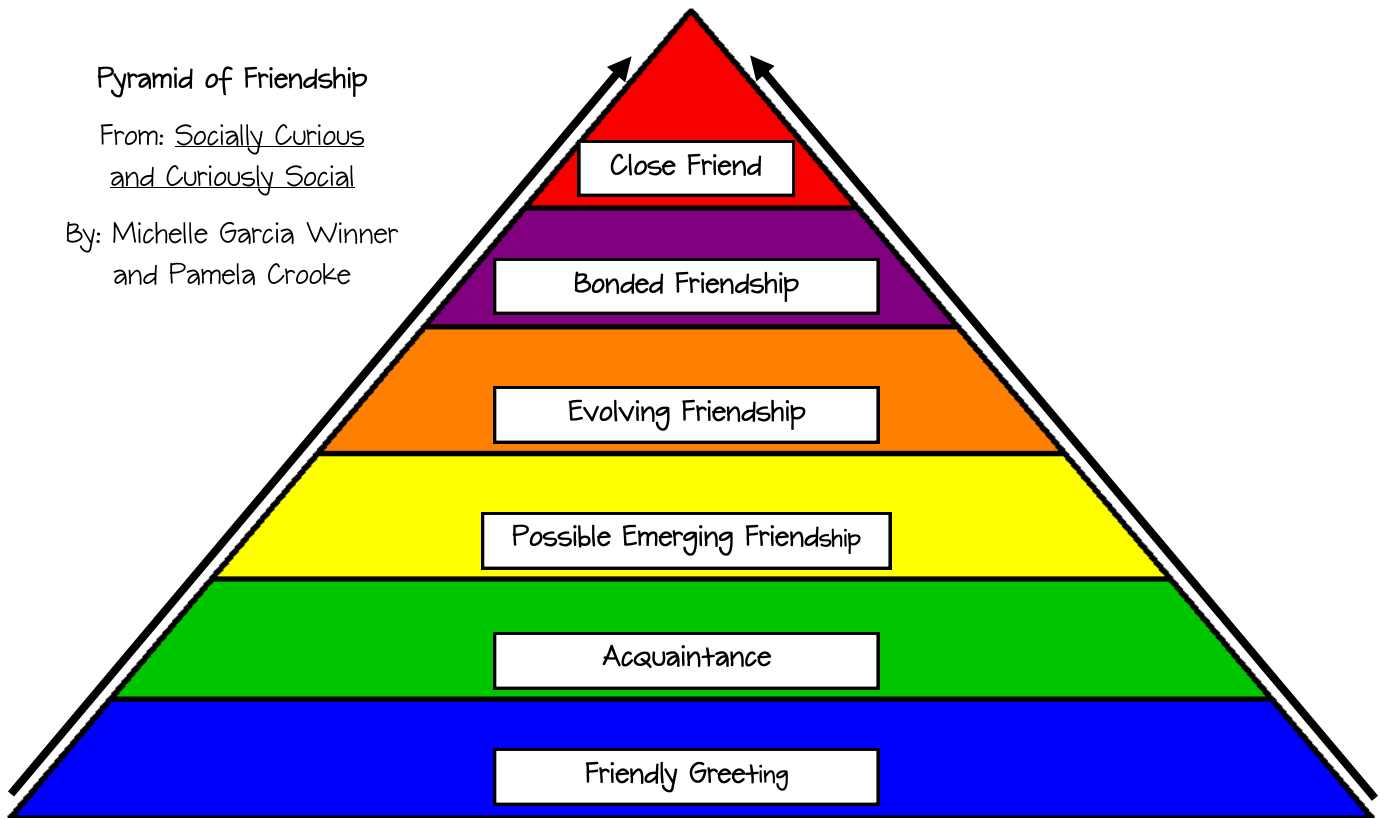 Pyramid of Friendship
From: Socially Curious
and Curiously Social
By: Michelle Garcia Winner
and Pamela Crooke
Close Friend
Bonded Friendship
Evolving Friendship
Possible Emerging Friendship
Acquaintance
Friendly Greeting